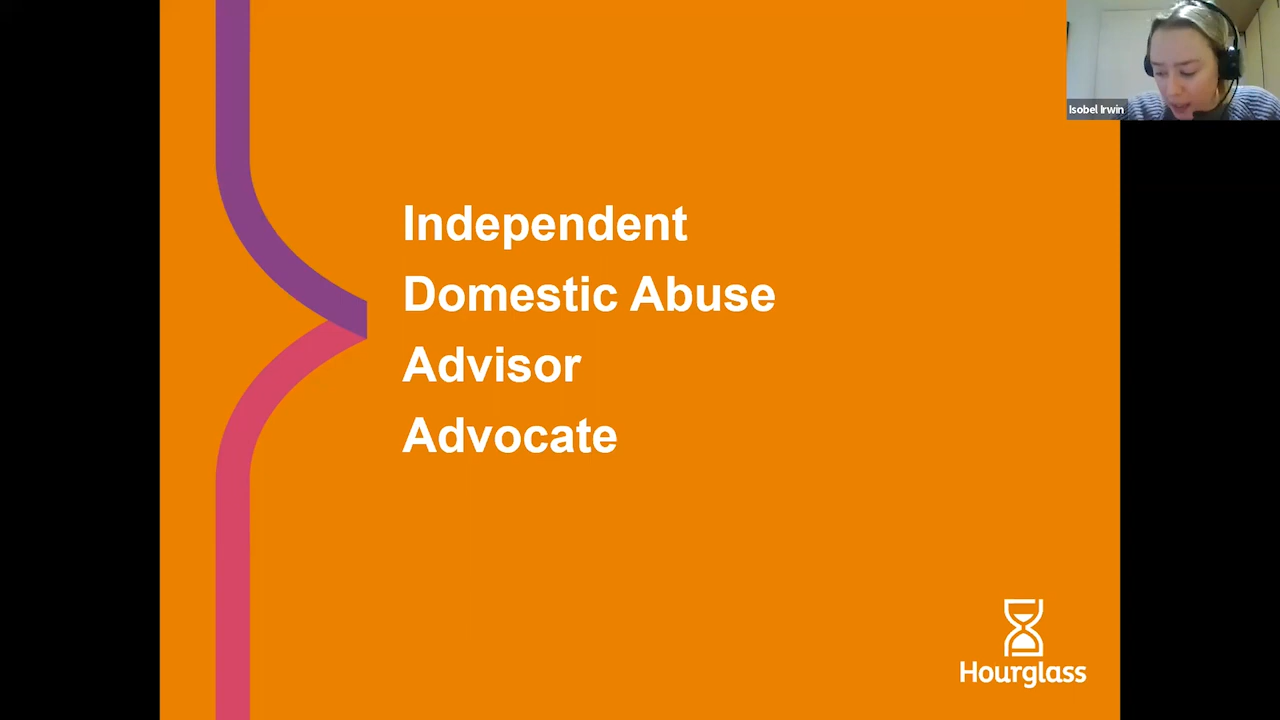 Isobel Irwin
Independent
Domestic Abuse
Advisor
Advocate
Hourglass